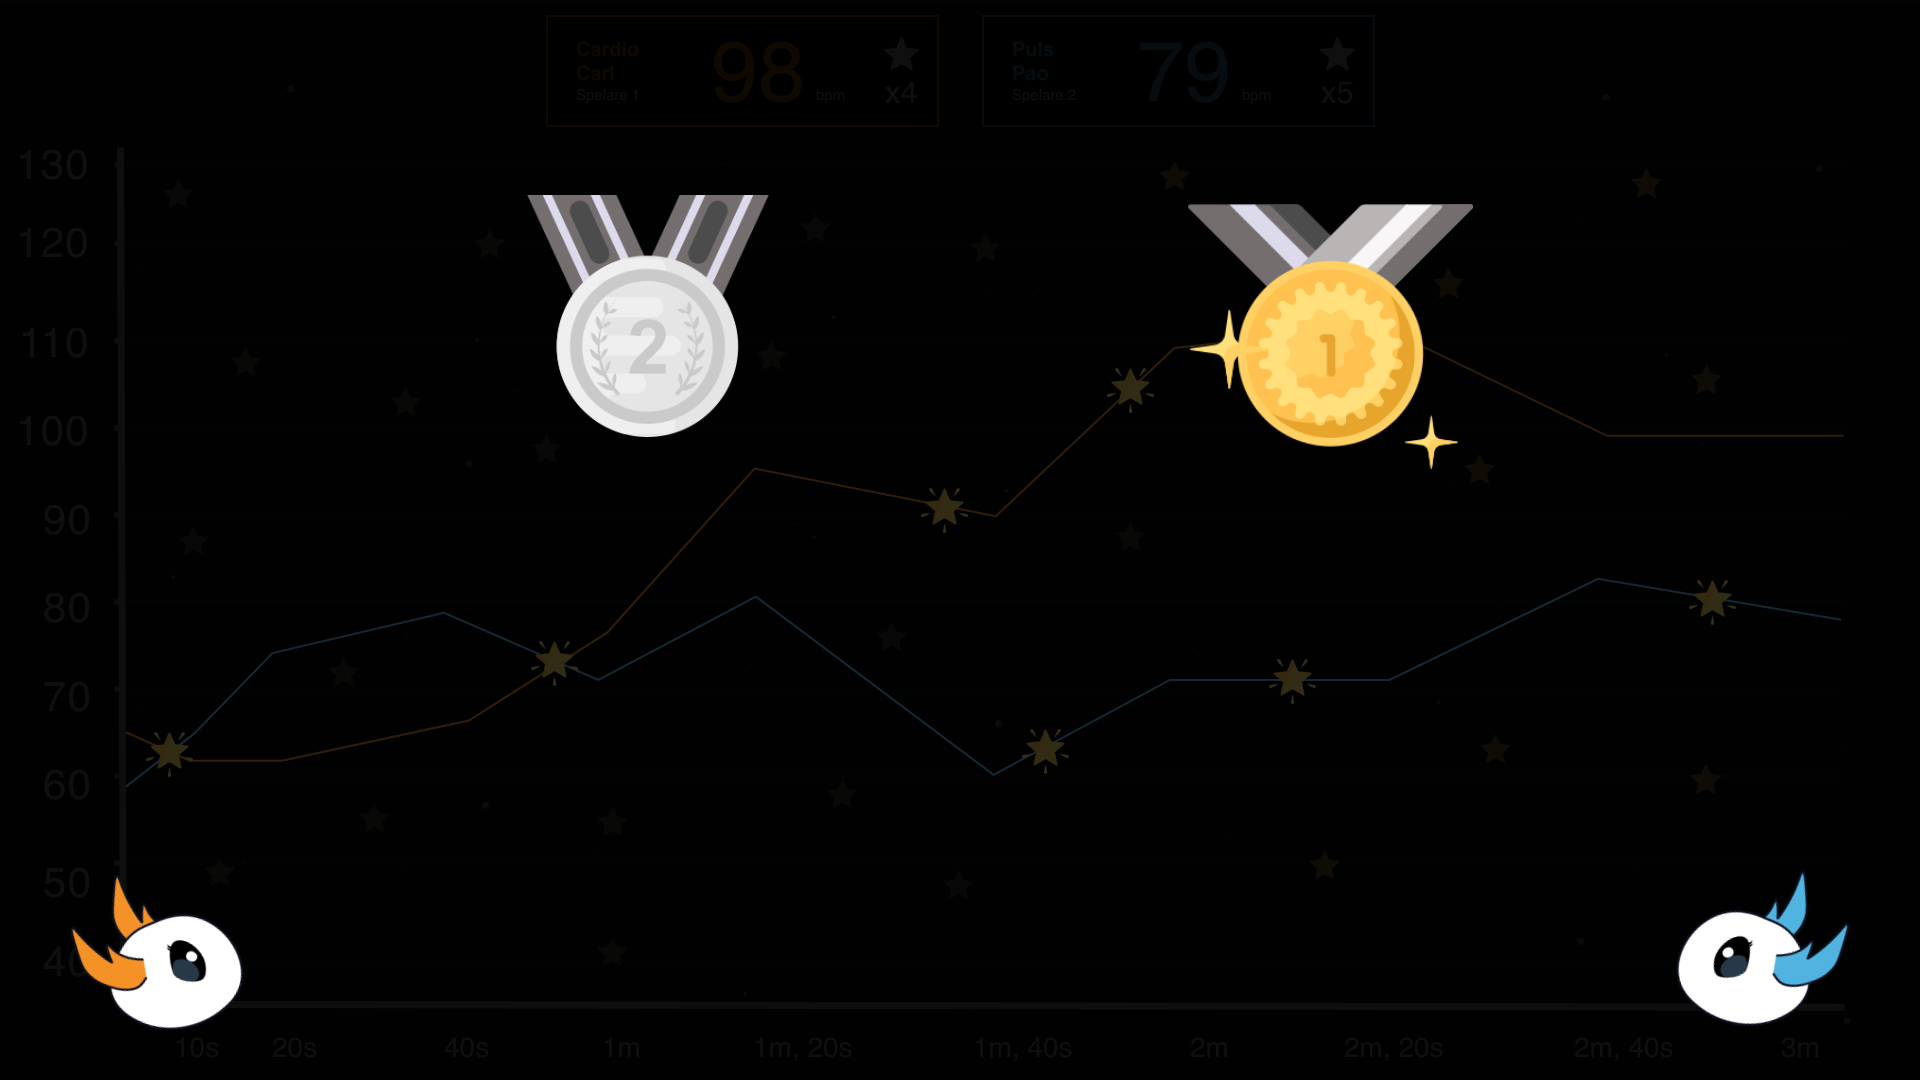 Cardio
Carl
Spelare 1
98
bpm
x4
Puls
Pao
Spelare 2
79
bpm
x5
130
120
110
100
90
80
70
60
50
40
2
1
10s
20s
40s
1m
1m, 20s
1m, 40s
2m
2m, 20s
2m, 40s
3m